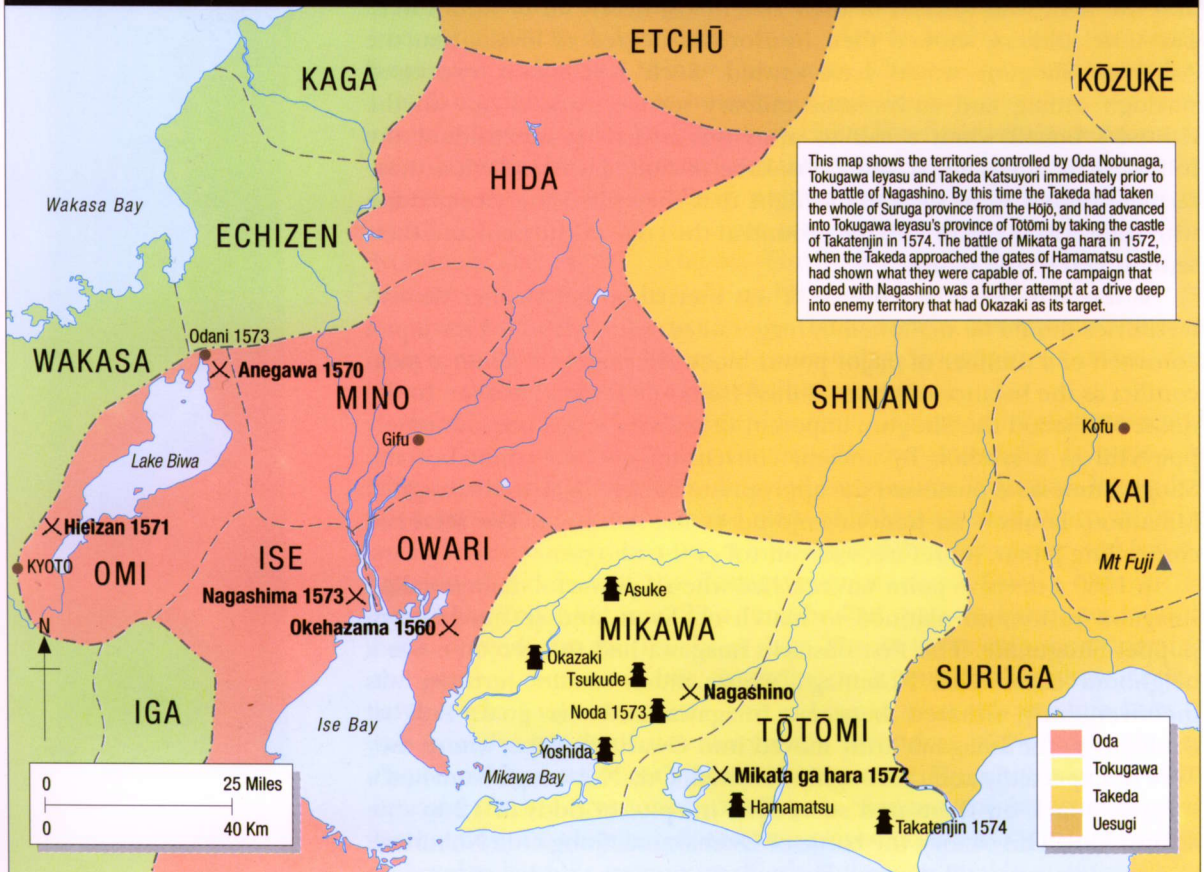 ETCHŪ
KAGA
KŌZUKE
HIDA
This map shows the territories controlled by Oda Nobunaga,
Tokugawa Ieyasu and Takeda Katsuyori immediately prior to
the battle of Nagashino. By this time the Takeda had taken
the whole of Suruga province from the Hōjō, and had advanced
into Tokugawa Ieyasu's province of Tōtōmi by taking the castle
of Takatenjin in 1574. The battle of Mikata ga hara in 1572,
when the Takeda approached the gates of Hamamatsu castle,
had shown what they were capable of. The campaign that
ended with Nagashino was a further attempt at a drive deep
into enemy territory that had Okazaki as its target.
Wakasa Bay
ECHIZEN
Odani 1573
WAKASA
Anegawa 1570
MINO
SHINANO
Gifu
Kofu
Lake Biwa
KAI
Hieizan 1571
OWARI
ISE
KYOTO
OMI
Mt Fuji
Nagashima 1573
Asuke
Okehazama 1560
MIKAWA
N
Okazaki
Tsukude
SURUGA
Nagashino
IGA
Noda 1573
Ise Bay
TŌTŌMI
Yoshida
Mikawa Bay
Mikata ga hara 1572
Hamamatsu
Takatenjin 1574
0 25 Miles
0 40 Km
Oda
Tokugawa
Takeda
Uesugi